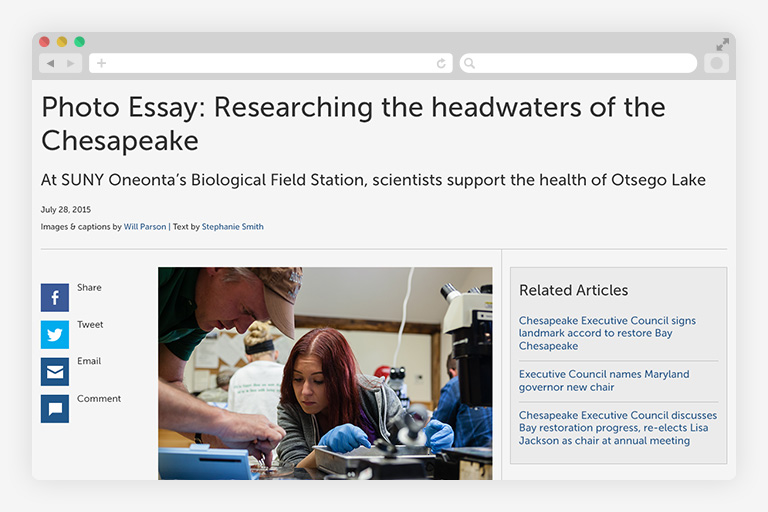 Photo Essay: Researching the headwaters of the
Chesapeake
At SUNY Oneonta's Biological Field Station, scientists support the health of Otsego Lake
July 28, 2015
Images & captions by Will Parson | Text by Stephanie Smith
Share
Tweet
Email
Comment
Related Articles
Chesapeake Executive Council signs
landmark accord to restore Bay
Chesapeake
Executive Council names Maryland
governor new chair
Chesapeake Executive Council discusses
Bay restoration progress, re-elects Lisa
Jackson as chair at annual meeting